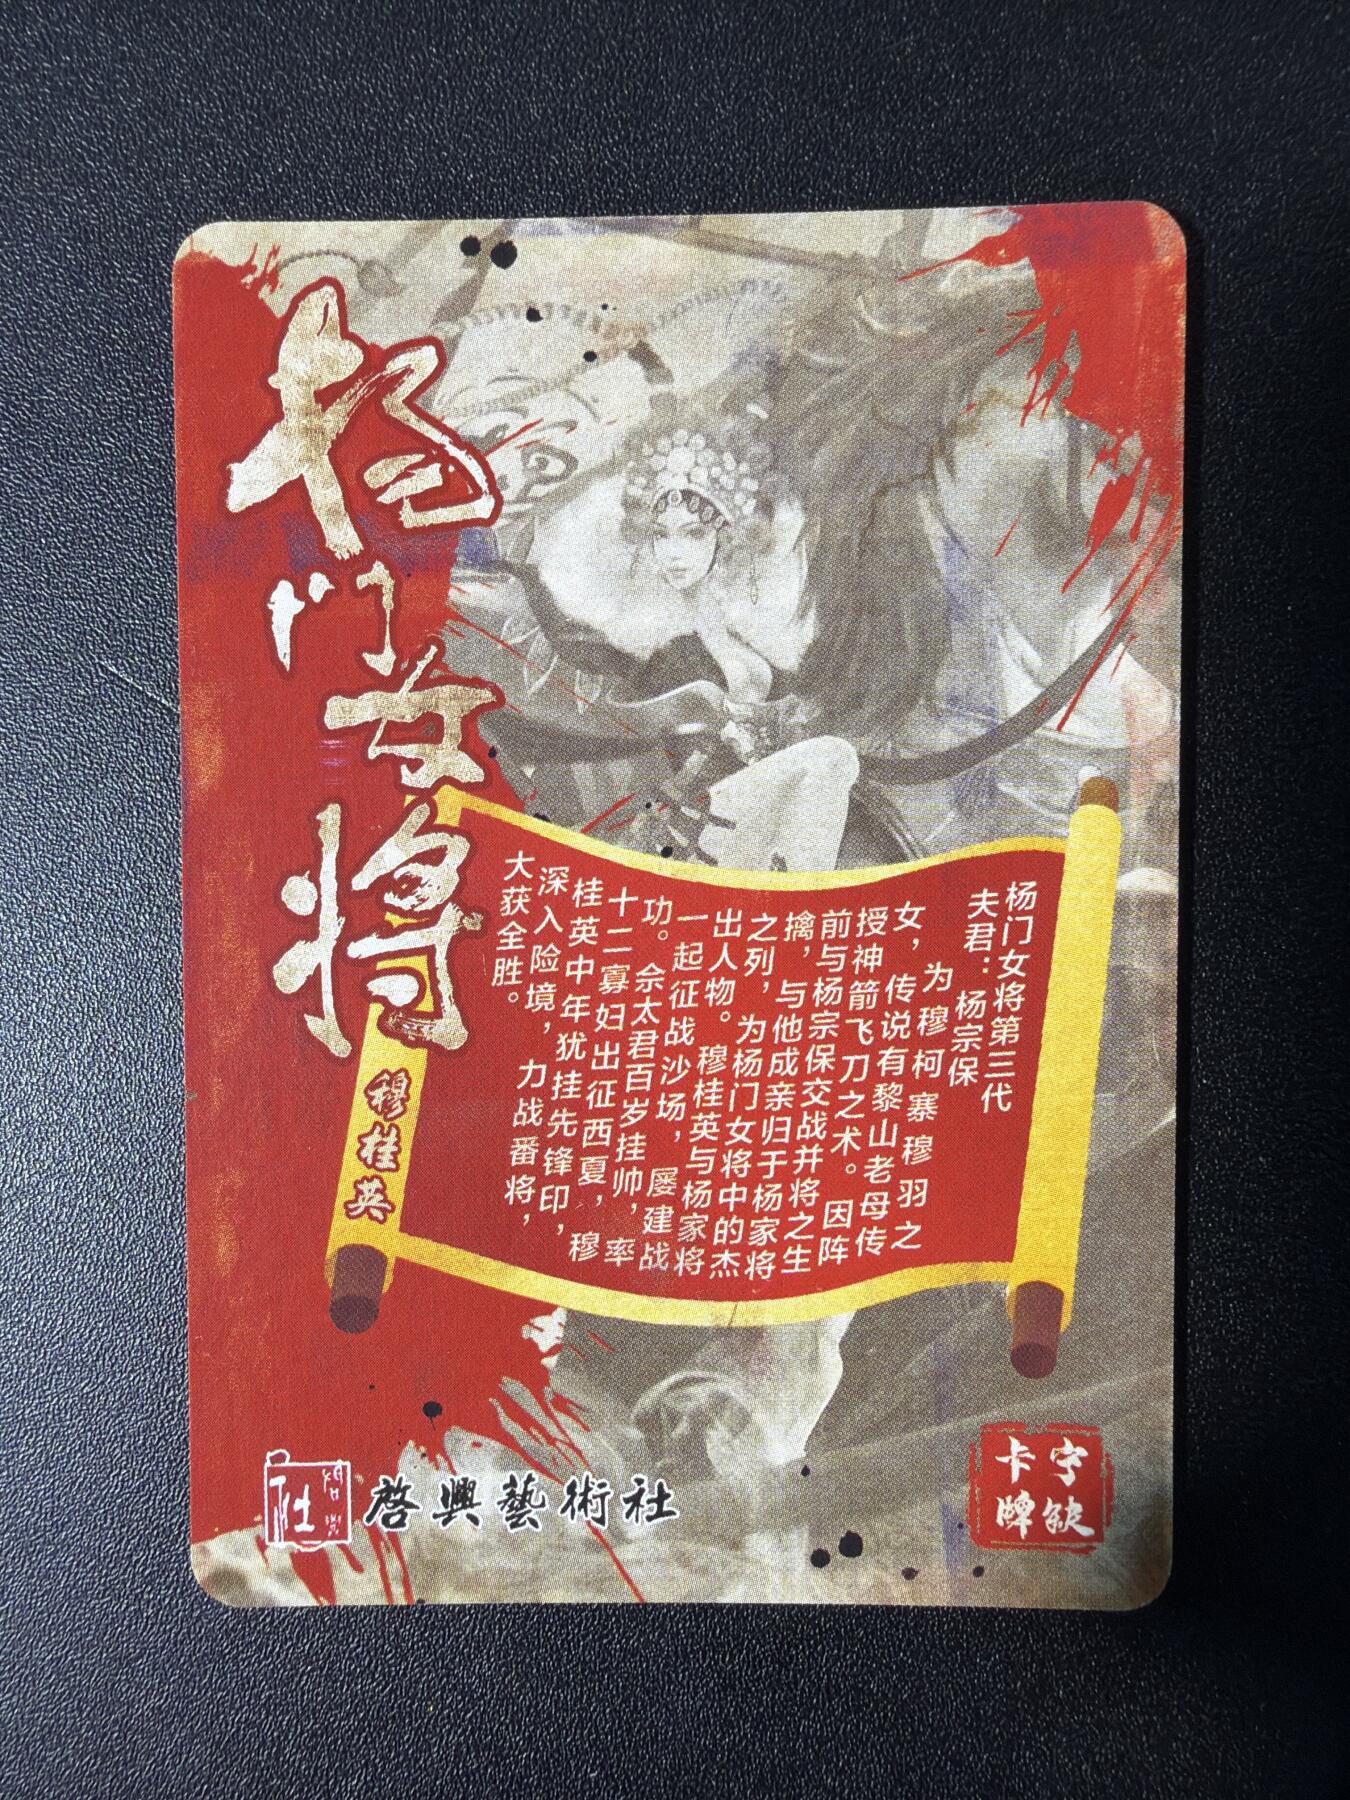 杨门女将
穆桂英
杨门女将第三代
夫君：杨宗保
为穆柯寨穆羽之
女，传说有黎山老母传
授神箭飞刀之术。因阵
前与杨宗保交战并将之生
擒，与他成亲归于杨家将
之列，为杨门女将中的杰
出人物。穆桂英与杨家将
一起征战沙场，屡建战
功。佘太君百岁挂帅，率
十二寡妇出征西夏，穆
桂英中年犹挂先锋印，
深入险境，力战番将，
大获全胜。
啓興藝術社
宁缺
卡牌